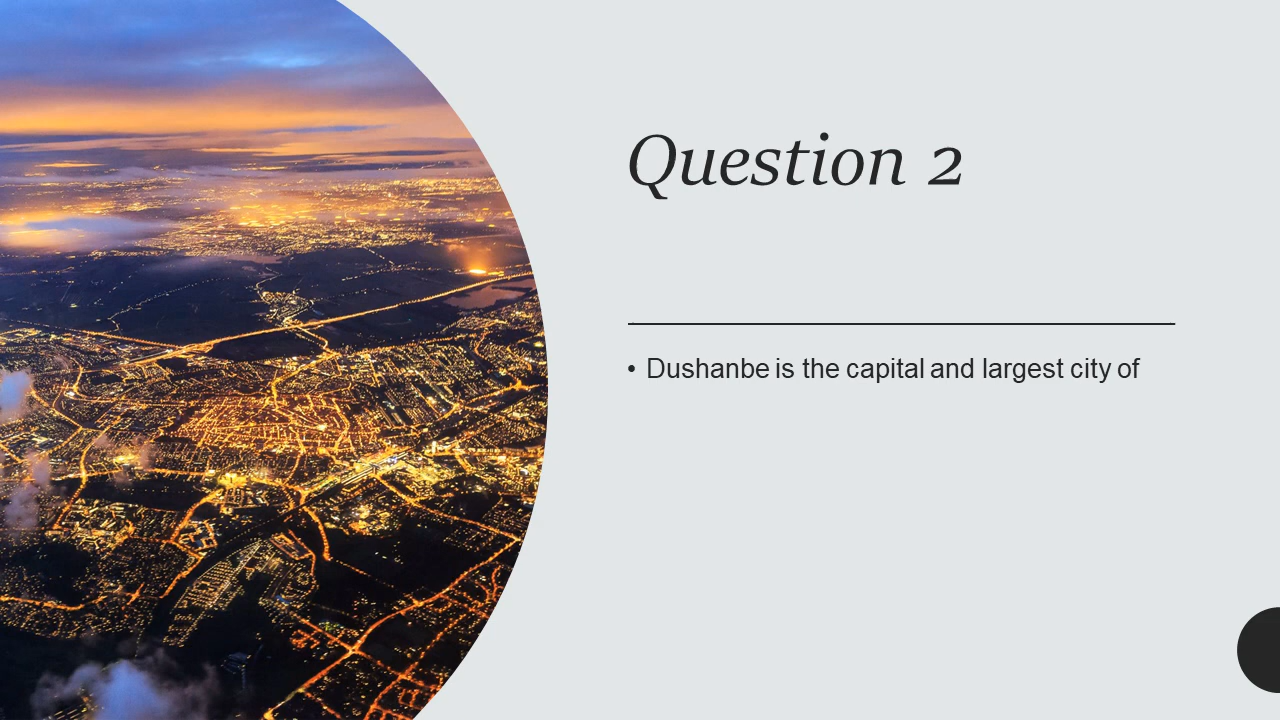 Question 2
• Dushanbe is the capital and largest city of